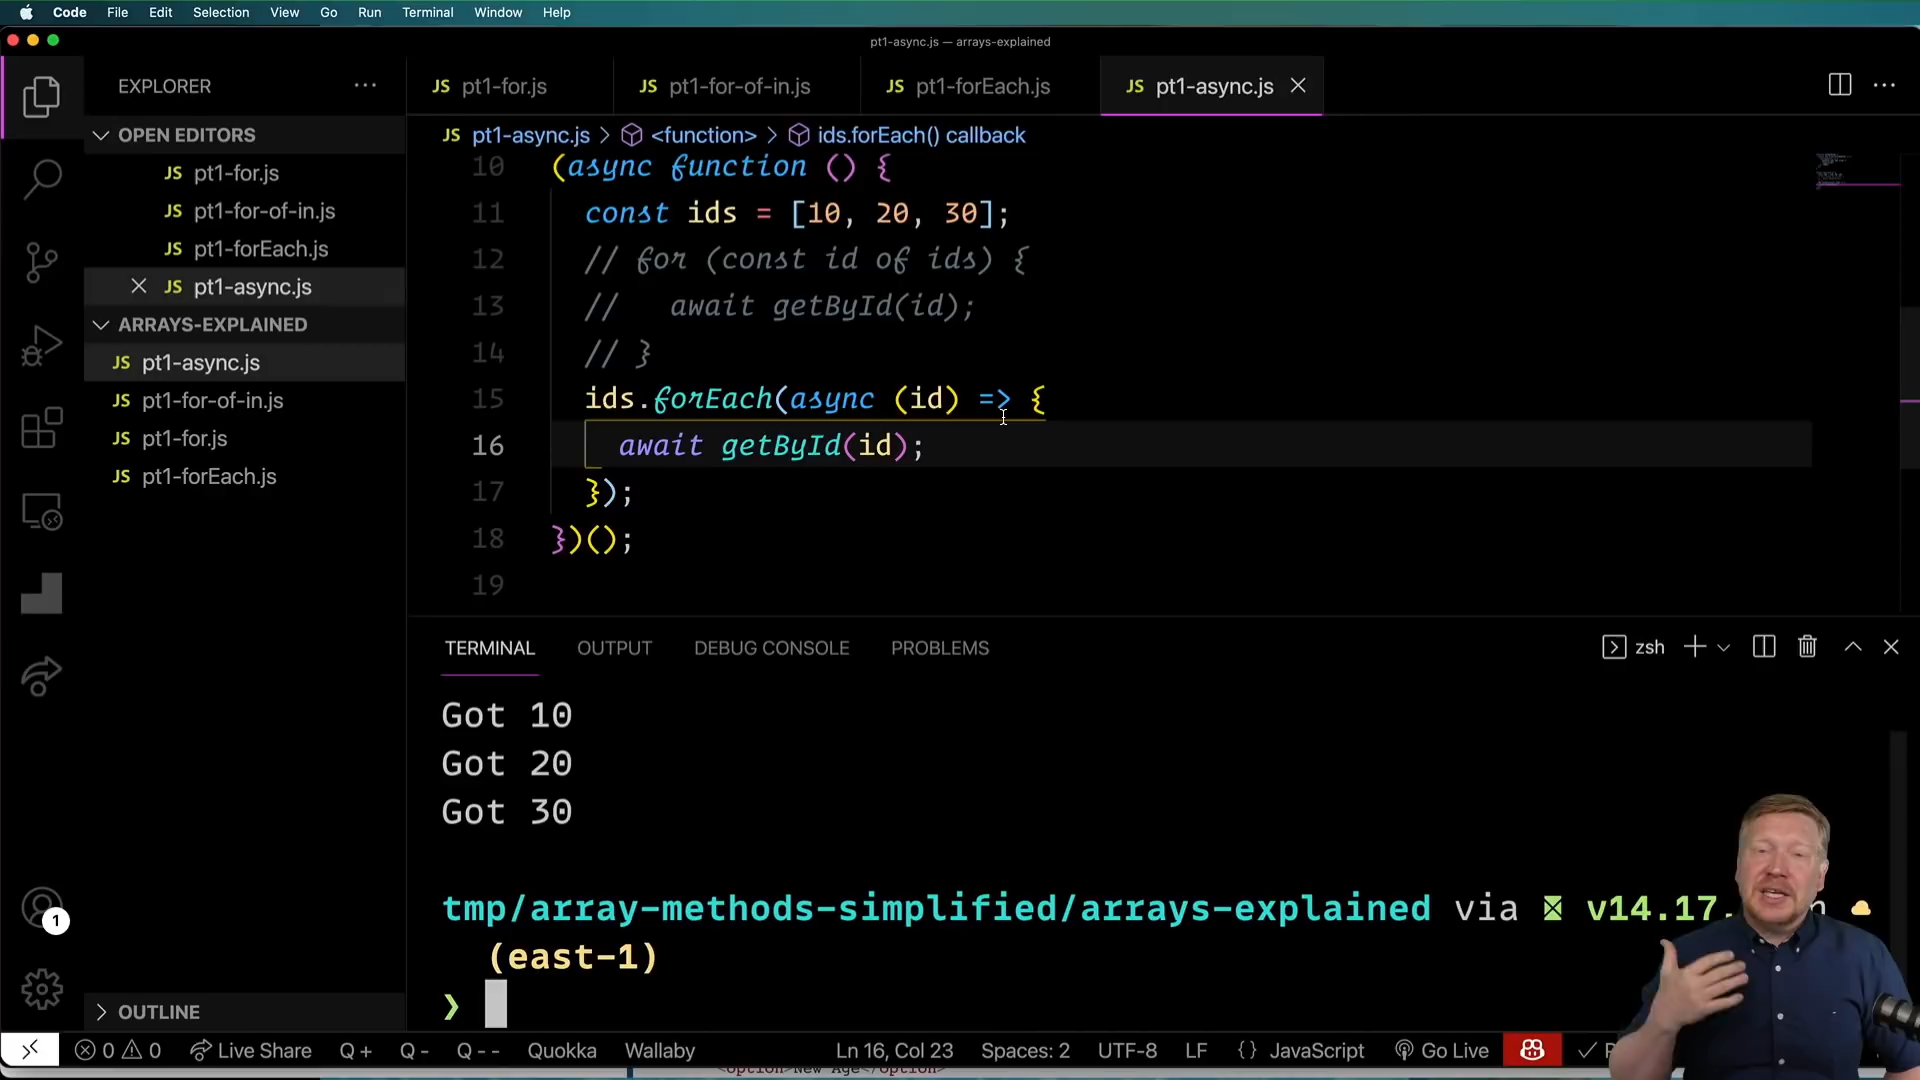 Code File Edit Selection View Go Run Terminal Window Help
pt1-async.js — arrays-explained
EXPLORER
JS pt1-for.js
JS pt1-for-of-in.js
JS pt1-forEach.js
JS pt1-async.js
OPEN EDITORS
JS pt1-for.js
JS pt1-for-of-in.js
JS pt1-forEach.js
JS pt1-async.js
ARRAYS-EXPLAINED
JS pt1-async.js
JS pt1-for-of-in.js
JS pt1-for.js
JS pt1-forEach.js
OUTLINE
1
JS pt1-async.js > <function> > ids.forEach() callback
10 (async function () {
11 const ids = [10, 20, 30];
12 // for (const id of ids) {
13 //   await getById(id);
14 // }
15 ids.forEach(async (id) => {
16 await getById(id);
17 });
18 })();
19
TERMINAL OUTPUT DEBUG CONSOLE PROBLEMS
zsh
Got 10
Got 20
Got 30
tmp/array-methods-simplified/arrays-explained via v14.17.
(east-1)
❯
0 0 Live Share Q + Q - Q - - Quokka Wallaby Ln 16, Col 23 Spaces: 2 UTF-8 LF {} JavaScript Go Live
<option>New Age</option>